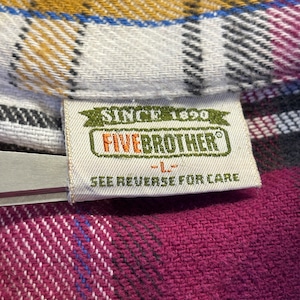 SINCE 1890
FIVEBROTHER®
-L-
SEE REVERSE FOR CARE